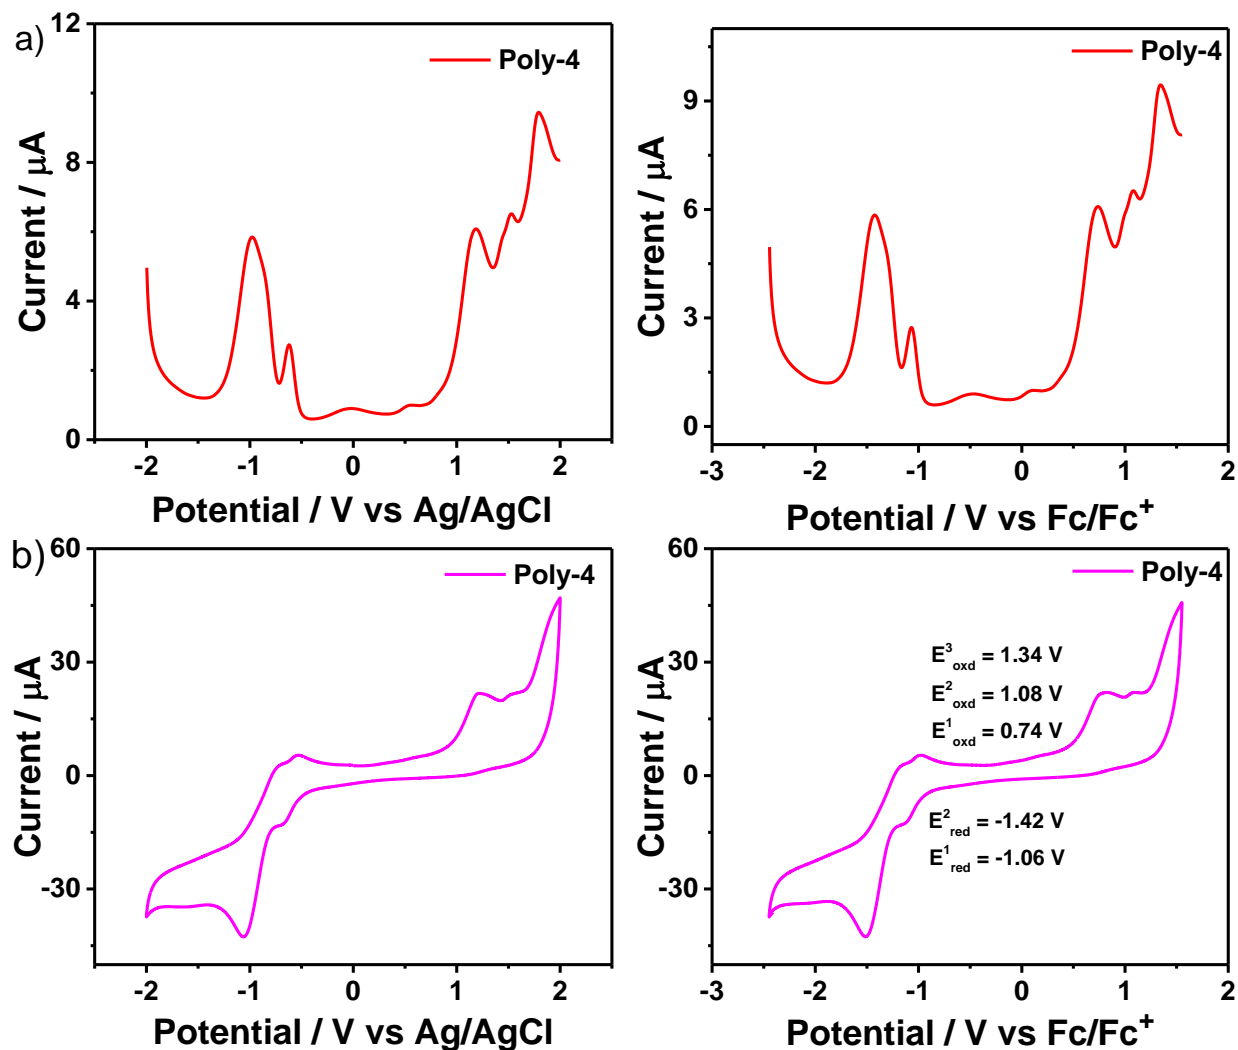 a)
12
8
4
0
Current / μA
Poly-4
-2
-1
0
1
2
Potential / V vs Ag/AgCl
9
6
3
0
Current / μA
Poly-4
-3
-2
-1
0
1
2
Potential / V vs Fc/Fc⁺
b)
60
30
0
-30
Current / μA
Poly-4
-2
-1
0
1
2
Potential / V vs Ag/AgCl
60
30
0
-30
Current / μA
Poly-4
E³oxd = 1.34 V
E²oxd = 1.08 V
E¹oxd = 0.74 V
E²red = -1.42 V
E¹red = -1.06 V
-3
-2
-1
0
1
2
Potential / V vs Fc/Fc⁺